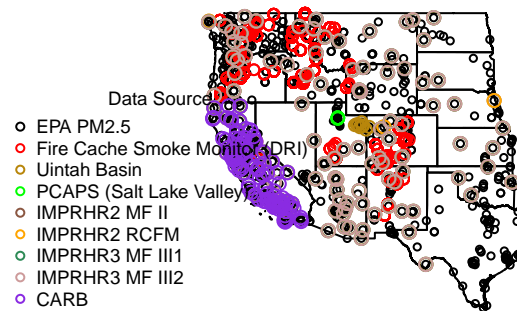 Data Source
EPA PM2.5
Fire Cache Smoke Monitor (DRI)
Uintah Basin
PCAPS (Salt Lake Valley)
IMPRHR2 MF II
IMPRHR2 RCFM
IMPRHR3 MF III1
IMPRHR3 MF III2
CARB